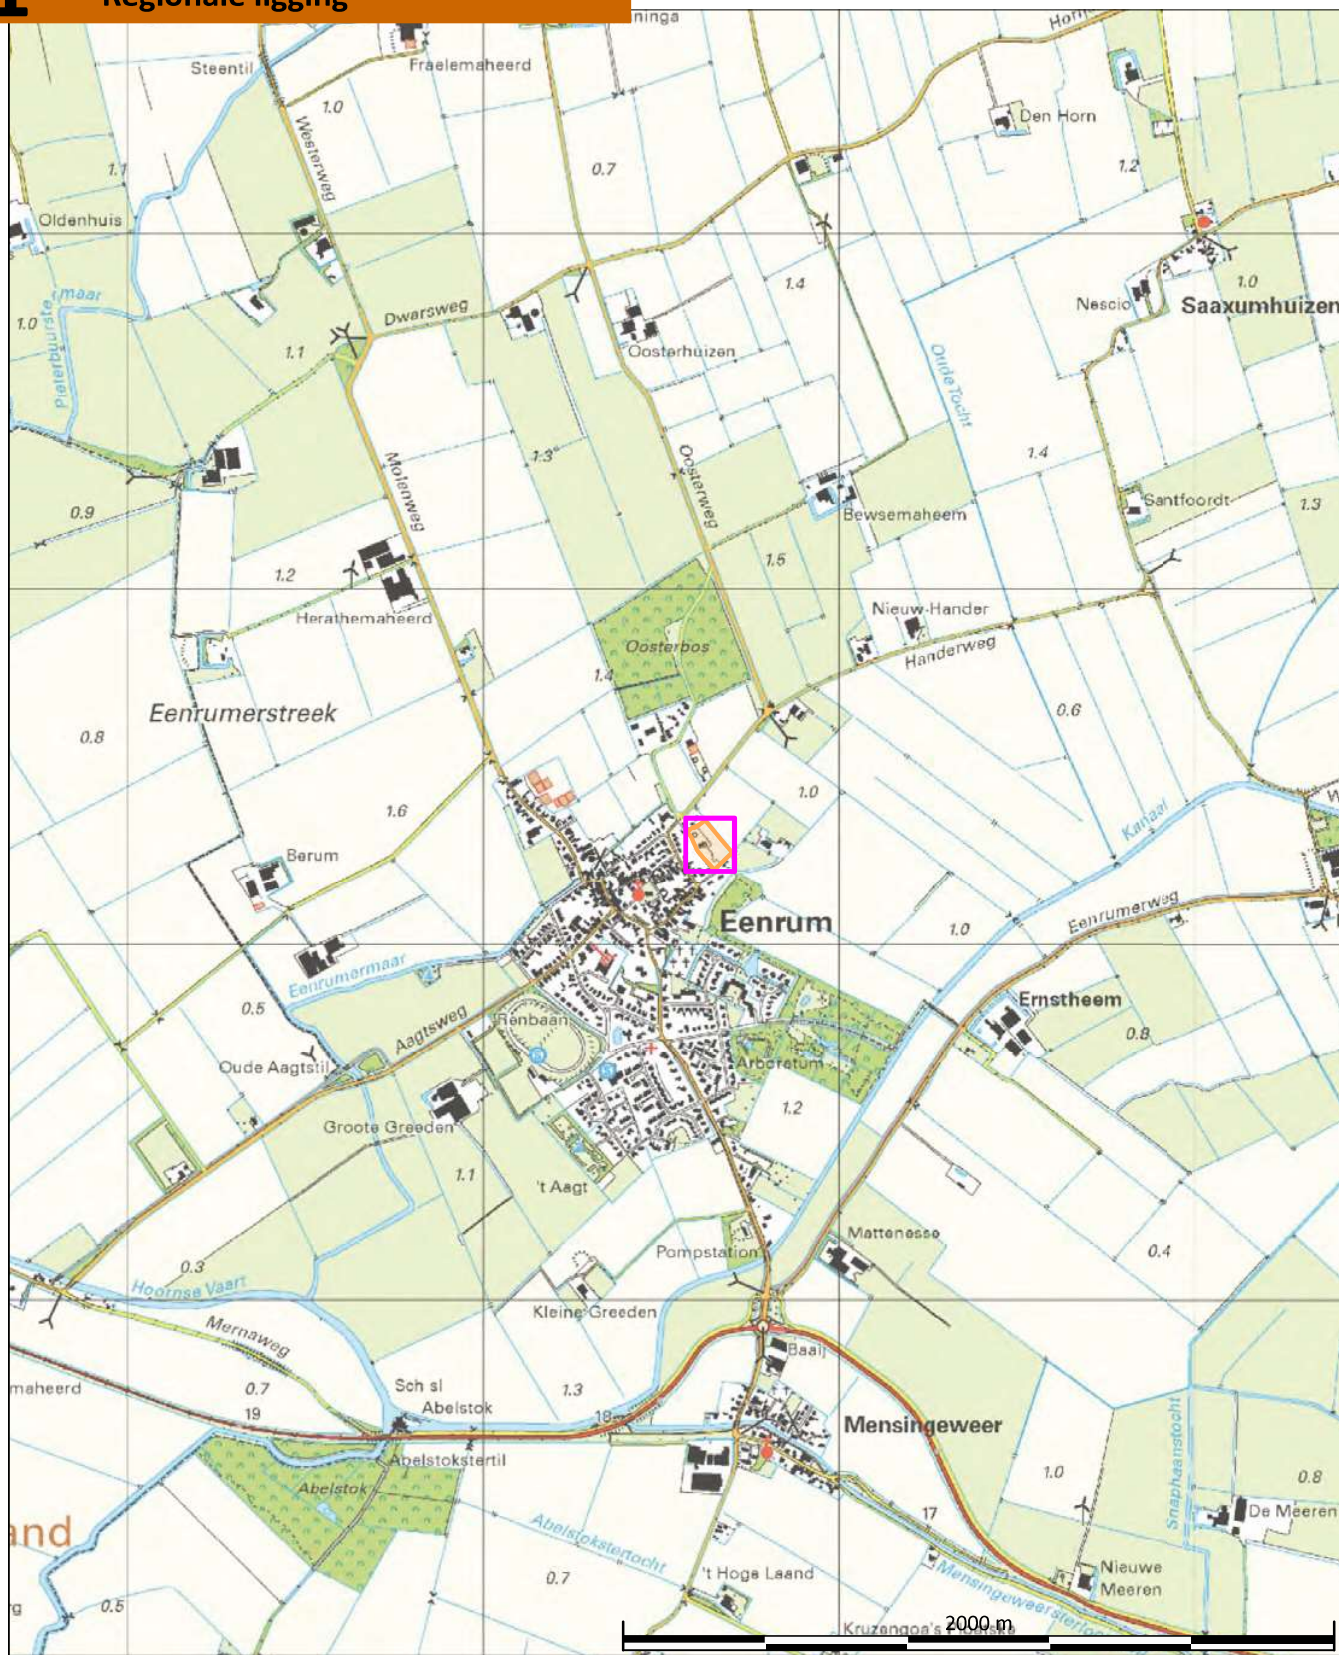 Regionale ligging
Steentil
Fraelemaheerd
ninga
1.0
Westerweg
Den Horn
0.7
1.1
1.2
Oldenhuis
1.4
1.0
Nescio
Saaxumhuizen
Pieterbuurster maar
1.0
Dwarsweg
1.1
Oosterhuizen
Oude Tocht
Molenweg
1.3
Oosterweg
1.4
Santfoordt
1.3
0.9
Bewsemaheem
1.5
1.2
Herathemaheerd
Nieuw-Hander
Handerweg
Oosterbos
1.4
Eenrumerstreek
0.6
0.8
1.0
1.6
Kanaal
Berum
Eenrum
Eenrumerweg
1.0
Eenrumermaar
0.5
Aagtsweg
Renbaan
Ernstheem
0.8
Oude Aagtstil
Arboretum
1.2
Groote Greeden
1.1
't Aagt
Mattenesse
Pompstation
0.4
0.3
Hoornse Vaart
Kleine Greeden
Mernaweg
Baaij
maheerd
0.7
Sch sl
1.3
19
Abelstok
18
Mensingeweer
Snaphaanstocht
Abelstokstertil
Abelstok
1.0
0.8
17
De Meeren
and
Abelstokstertocht
't Hoge Laand
Nieuwe
Meeren
0.7
0.5
rg
2000 m